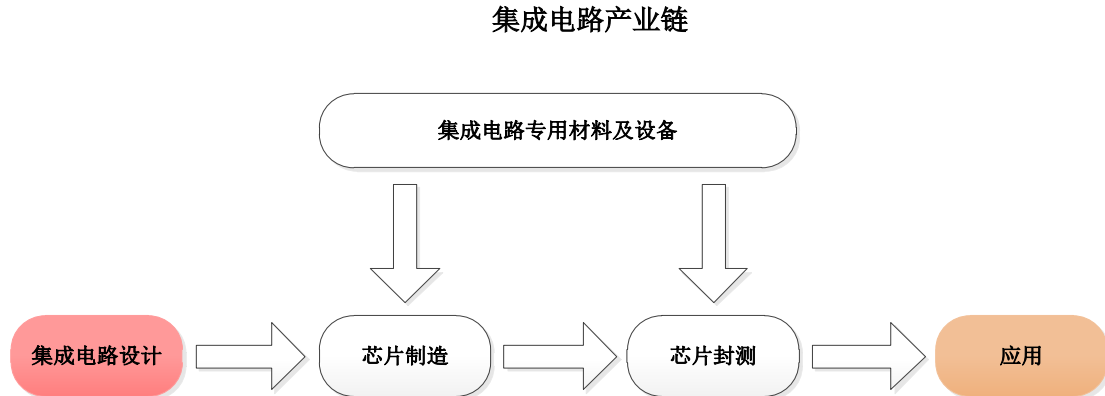 集成电路产业链
集成电路专用材料及设备
集成电路设计
芯片制造
芯片封测
应用